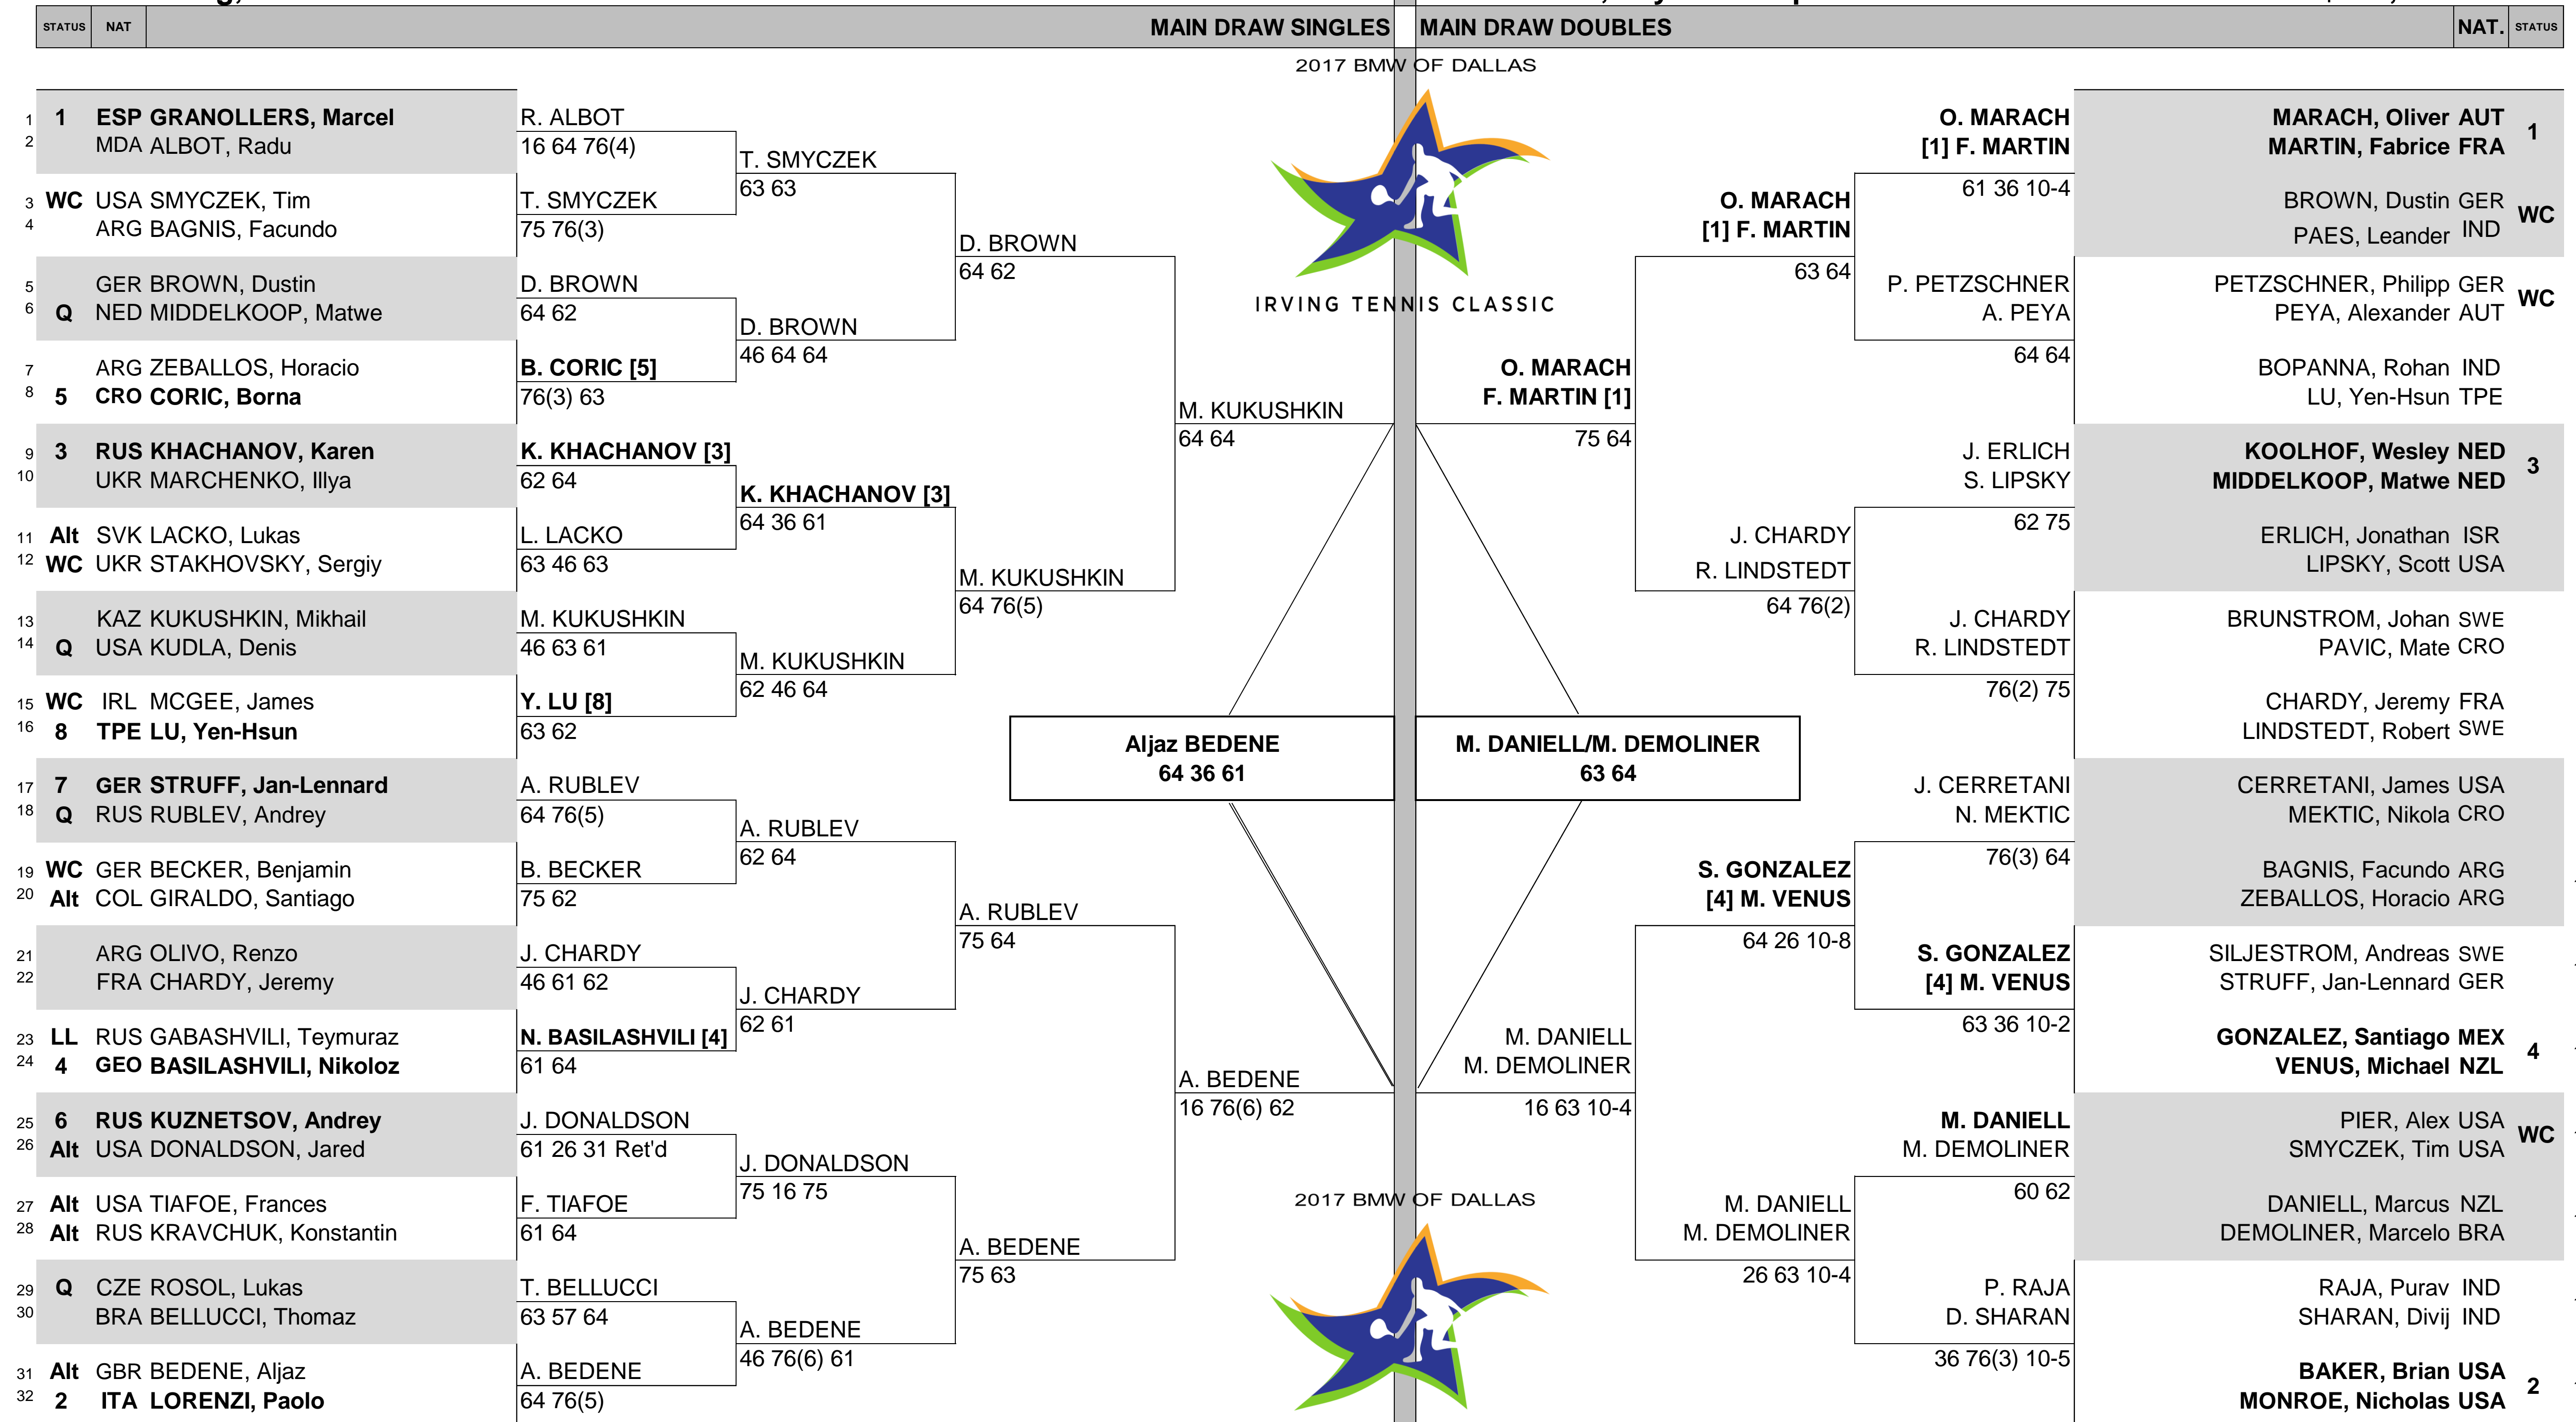 STATUS NAT MAIN DRAW SINGLES MAIN DRAW DOUBLES NAT. STATUS
2017 BMW OF DALLAS
IRVING TENNIS CLASSIC
1 1 ESP GRANOLLERS, Marcel
2 MDA ALBOT, Radu
3 WC USA SMYCZEK, Tim
4 ARG BAGNIS, Facundo
5 GER BROWN, Dustin
6 Q NED MIDDELKOOP, Matwe
7 ARG ZEBALLOS, Horacio
8 5 CRO CORIC, Borna
9 3 RUS KHACHANOV, Karen
10 UKR MARCHENKO, Illya
11 Alt SVK LACKO, Lukas
12 WC UKR STAKHOVSKY, Sergiy
13 KAZ KUKUSHKIN, Mikhail
14 Q USA KUDLA, Denis
15 WC IRL MCGEE, James
16 8 TPE LU, Yen-Hsun
17 7 GER STRUFF, Jan-Lennard
18 Q RUS RUBLEV, Andrey
19 WC GER BECKER, Benjamin
20 Alt COL GIRALDO, Santiago
21 ARG OLIVO, Renzo
22 FRA CHARDY, Jeremy
23 LL RUS GABASHVILI, Teymuraz
24 4 GEO BASILASHVILI, Nikoloz
25 6 RUS KUZNETSOV, Andrey
26 Alt USA DONALDSON, Jared
27 Alt USA TIAFOE, Frances
28 Alt RUS KRAVCHUK, Konstantin
29 Q CZE ROSOL, Lukas
30 BRA BELLUCCI, Thomaz
31 Alt GBR BEDENE, Aljaz
32 2 ITA LORENZI, Paolo
R. ALBOT
16 64 76(4)
T. SMYCZEK
75 76(3)
D. BROWN
64 62
B. CORIC [5]
76(3) 63
K. KHACHANOV [3]
62 64
L. LACKO
63 46 63
M. KUKUSHKIN
46 63 61
Y. LU [8]
63 62
A. RUBLEV
64 76(5)
B. BECKER
75 62
J. CHARDY
46 61 62
N. BASILASHVILI [4]
61 64
J. DONALDSON
61 26 31 Ret'd
F. TIAFOE
61 64
T. BELLUCCI
63 57 64
A. BEDENE
64 76(5)
T. SMYCZEK
63 63
D. BROWN
46 64 64
K. KHACHANOV [3]
64 36 61
M. KUKUSHKIN
62 46 64
A. RUBLEV
62 64
J. CHARDY
62 61
J. DONALDSON
75 16 75
A. BEDENE
46 76(6) 61
D. BROWN
64 62
M. KUKUSHKIN
64 76(5)
A. RUBLEV
75 64
A. BEDENE
75 63
M. KUKUSHKIN
64 64
A. BEDENE
16 76(6) 62
Aljaz BEDENE
64 36 61
M. DANIELL/M. DEMOLINER
63 64
2017 BMW OF DALLAS
O. MARACH
F. MARTIN [1]
75 64
M. DANIELL
M. DEMOLINER
16 63 10-4
O. MARACH
[1] F. MARTIN
63 64
J. CHARDY
R. LINDSTEDT
64 76(2)
S. GONZALEZ
[4] M. VENUS
64 26 10-8
M. DANIELL
M. DEMOLINER
26 63 10-4
O. MARACH
[1] F. MARTIN
61 36 10-4
P. PETZSCHNER
A. PEYA
64 64
J. ERLICH
S. LIPSKY
62 75
J. CHARDY
R. LINDSTEDT
76(2) 75
J. CERRETANI
N. MEKTIC
76(3) 64
S. GONZALEZ
[4] M. VENUS
63 36 10-2
M. DANIELL
M. DEMOLINER
60 62
P. RAJA
D. SHARAN
36 76(3) 10-5
MARACH, Oliver AUT 1
MARTIN, Fabrice FRA
BROWN, Dustin GER WC
PAES, Leander IND
PETZSCHNER, Philipp GER WC
PEYA, Alexander AUT
BOPANNA, Rohan IND
LU, Yen-Hsun TPE
KOOLHOF, Wesley NED 3
MIDDELKOOP, Matwe NED
ERLICH, Jonathan ISR
LIPSKY, Scott USA
BRUNSTROM, Johan SWE
PAVIC, Mate CRO
CHARDY, Jeremy FRA
LINDSTEDT, Robert SWE
CERRETANI, James USA
MEKTIC, Nikola CRO
BAGNIS, Facundo ARG
ZEBALLOS, Horacio ARG
SILJESTROM, Andreas SWE
STRUFF, Jan-Lennard GER
GONZALEZ, Santiago MEX 4
VENUS, Michael NZL
PIER, Alex USA WC
SMYCZEK, Tim USA
DANIELL, Marcus NZL
DEMOLINER, Marcelo BRA
RAJA, Purav IND
SHARAN, Divij IND
BAKER, Brian USA 2
MONROE, Nicholas USA